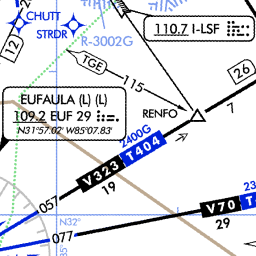 CHUTT
STRDR
R-3002G
110.7 I-LSF
12
TGE
115
26
EUFAULA (L) (L)
109.2 EUF 29
N31°57.02' W85°07.83'
RENFO
7
2400G
V323 T404
19
057
N32°
077
V70
29